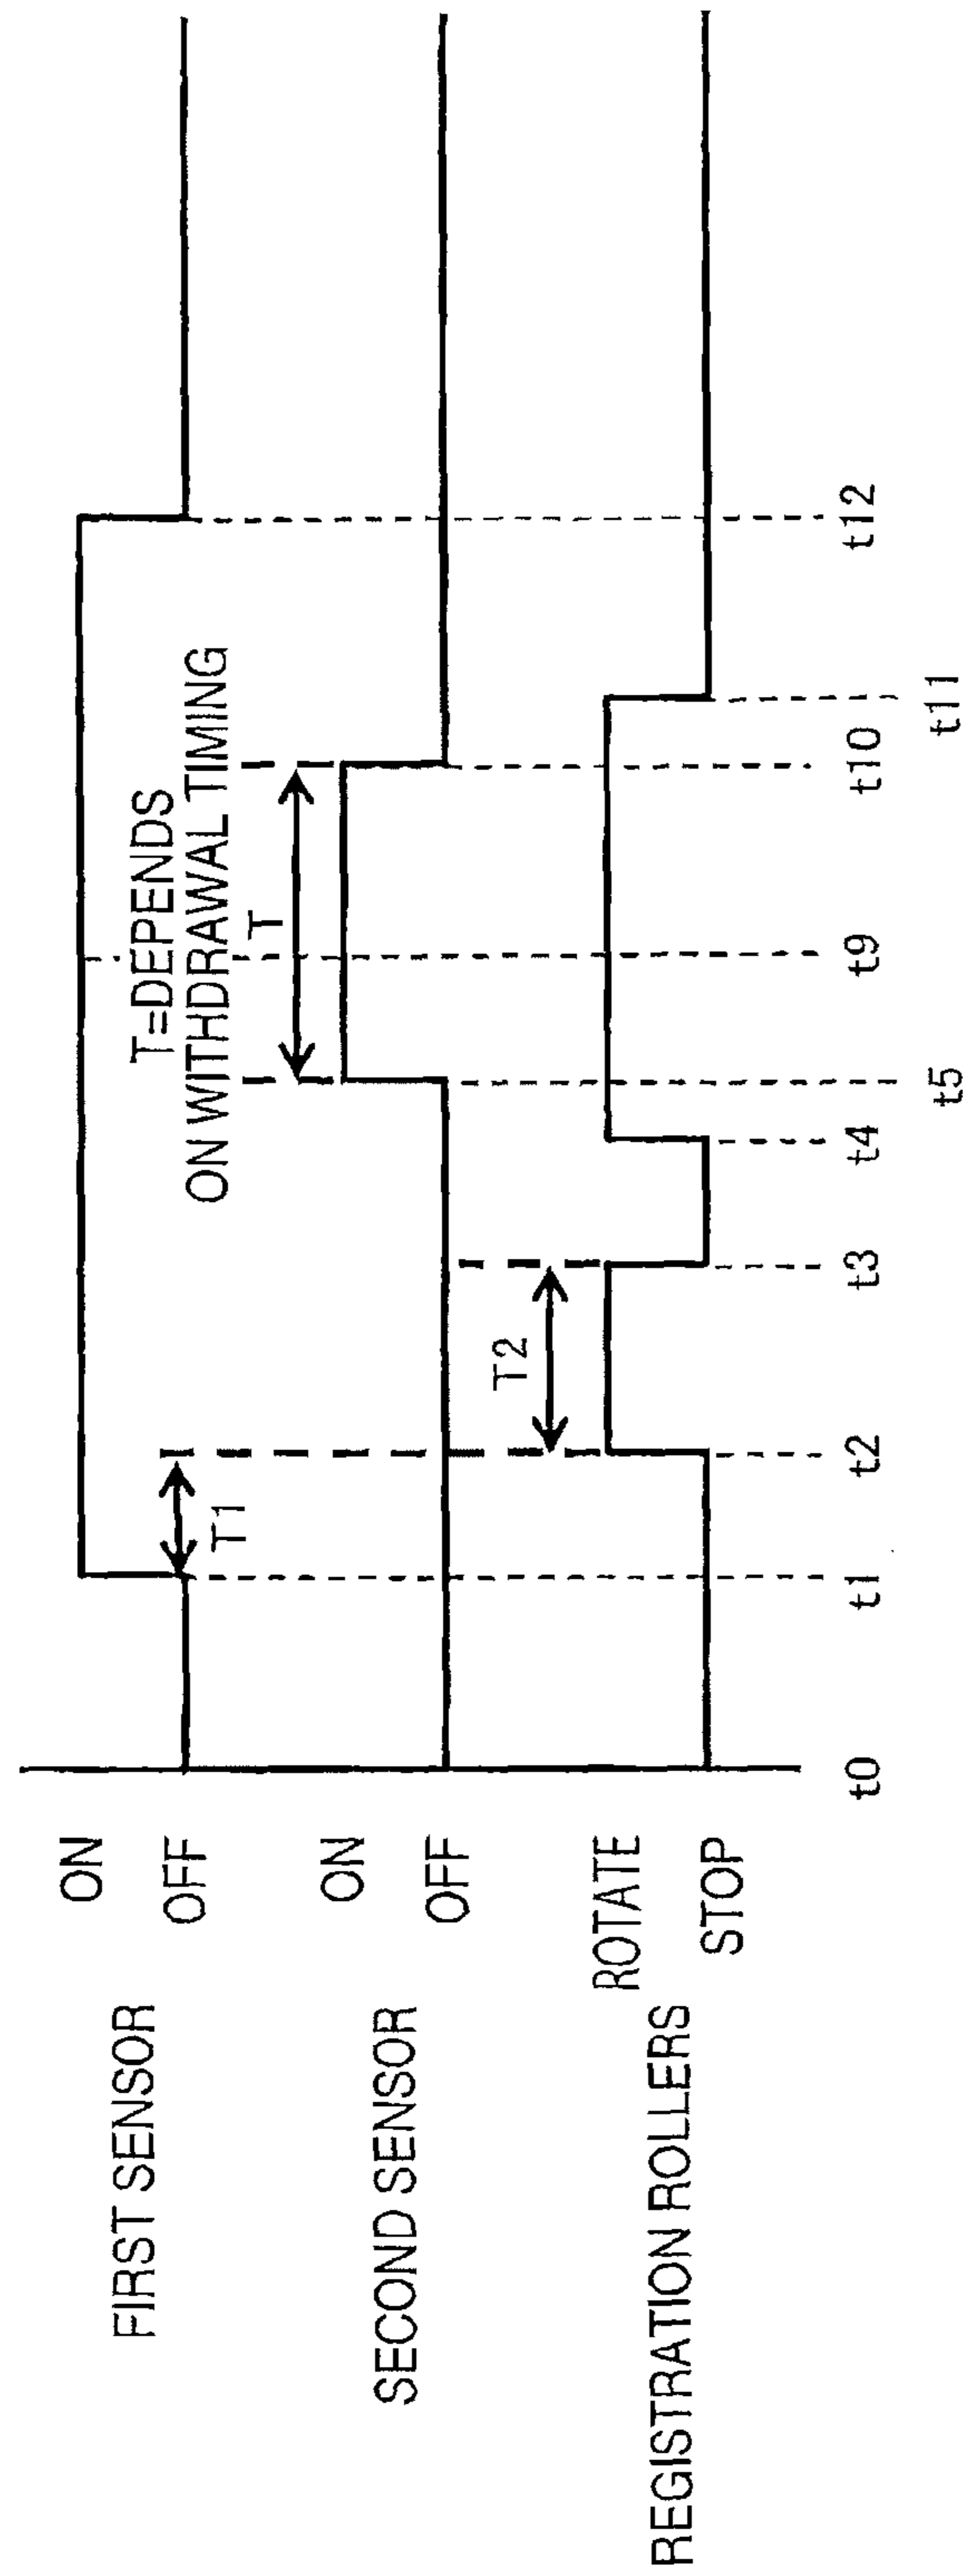 FIRST SENSOR
ON
OFF
T1
T=DEPENDS
ON WITHDRAWAL TIMING
T
SECOND SENSOR
ON
OFF
T2
REGISTRATION ROLLERS
ROTATE
STOP
t0
t1
t2
t3
t4
t5
t9
t10
t11
t12